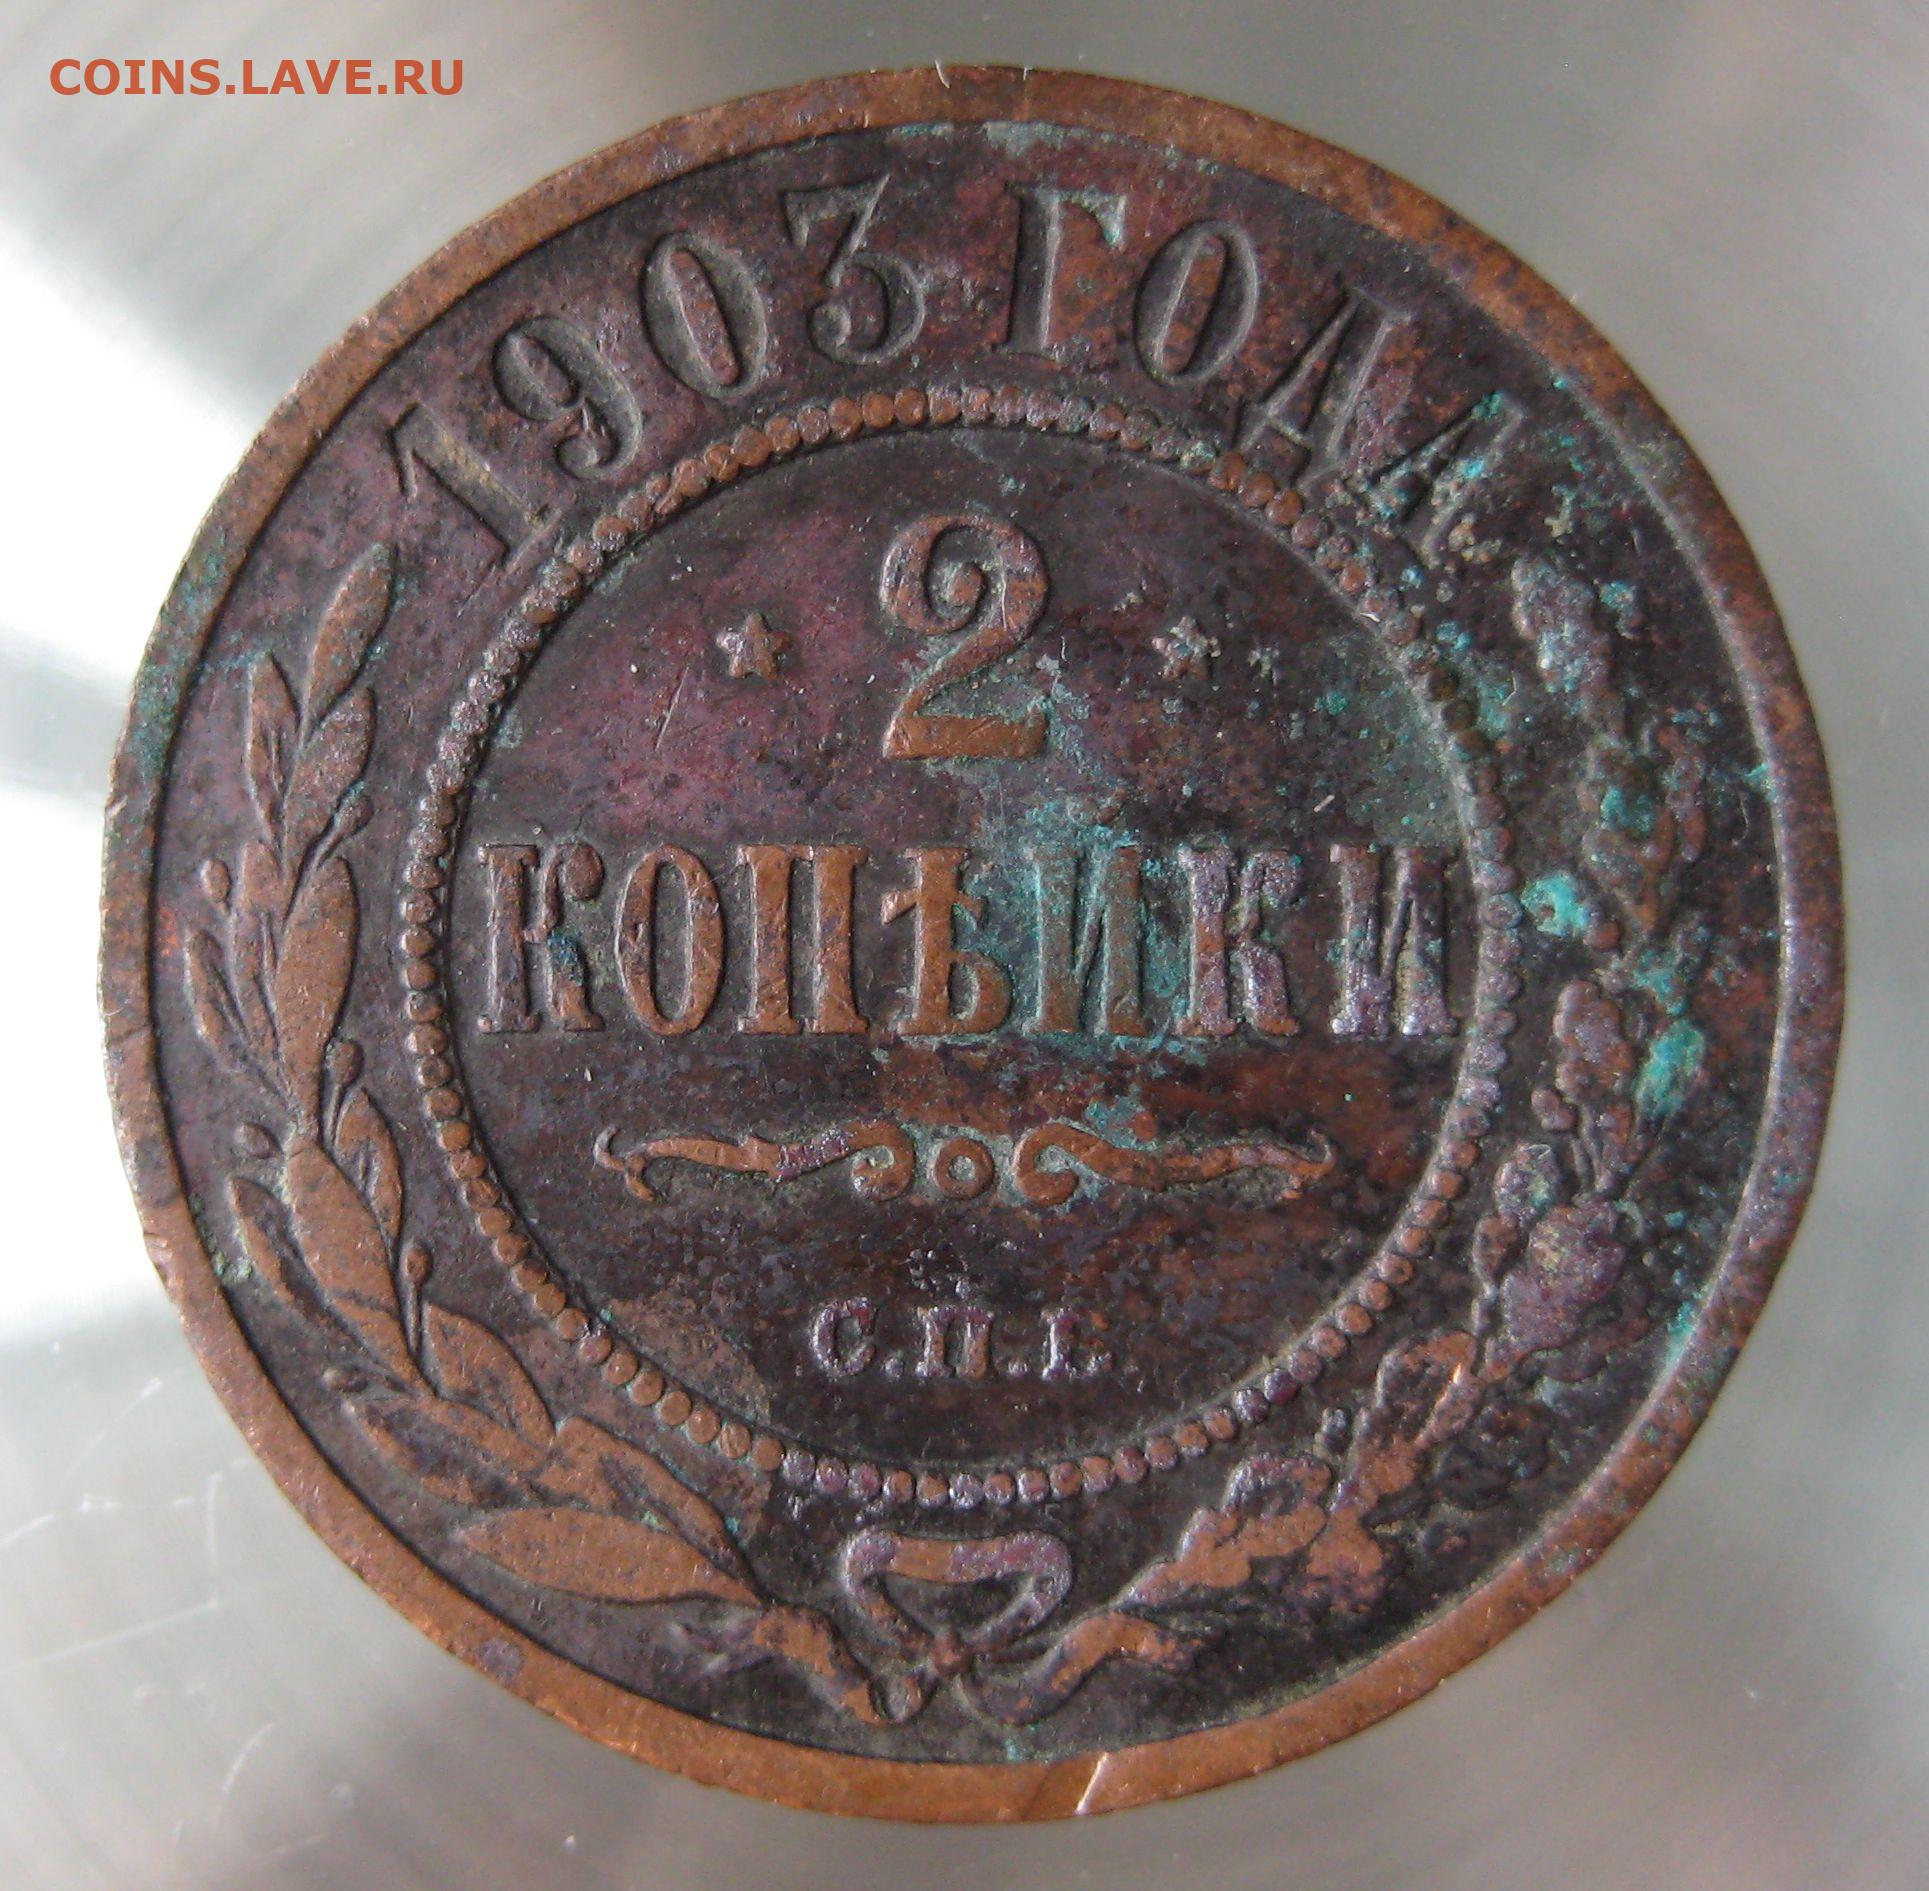 COINS.LAVE.RU
1903 ГОДА
2
КОПѢЙКИ
С.П.Б.